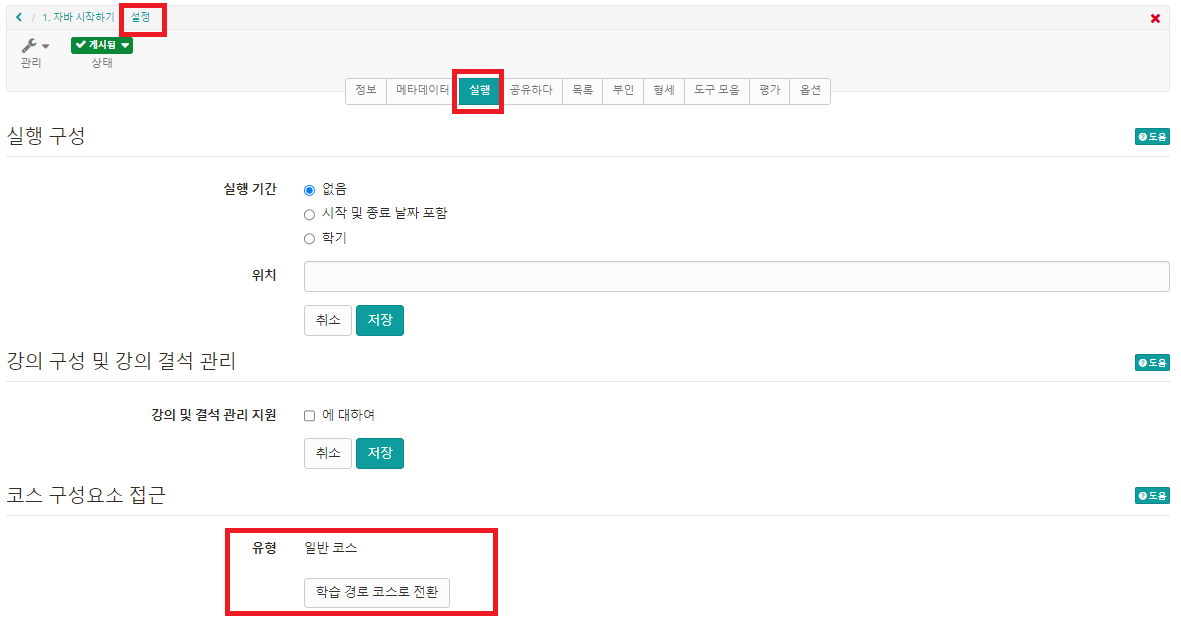 / 1. 자바 시작하기 설정
관리
게시됨
상태
정보 메타데이터 실행 공유하다 목록 부인 형세 도구 모음 평가 옵션
실행 구성
도움
실행 기간
없음
시작 및 종료 날짜 포함
학기
위치
취소 저장
강의 구성 및 강의 결석 관리
도움
강의 및 결석 관리 지원
에 대하여
취소 저장
코스 구성요소 접근
도움
유형 일반 코스
학습 경로 코스로 전환